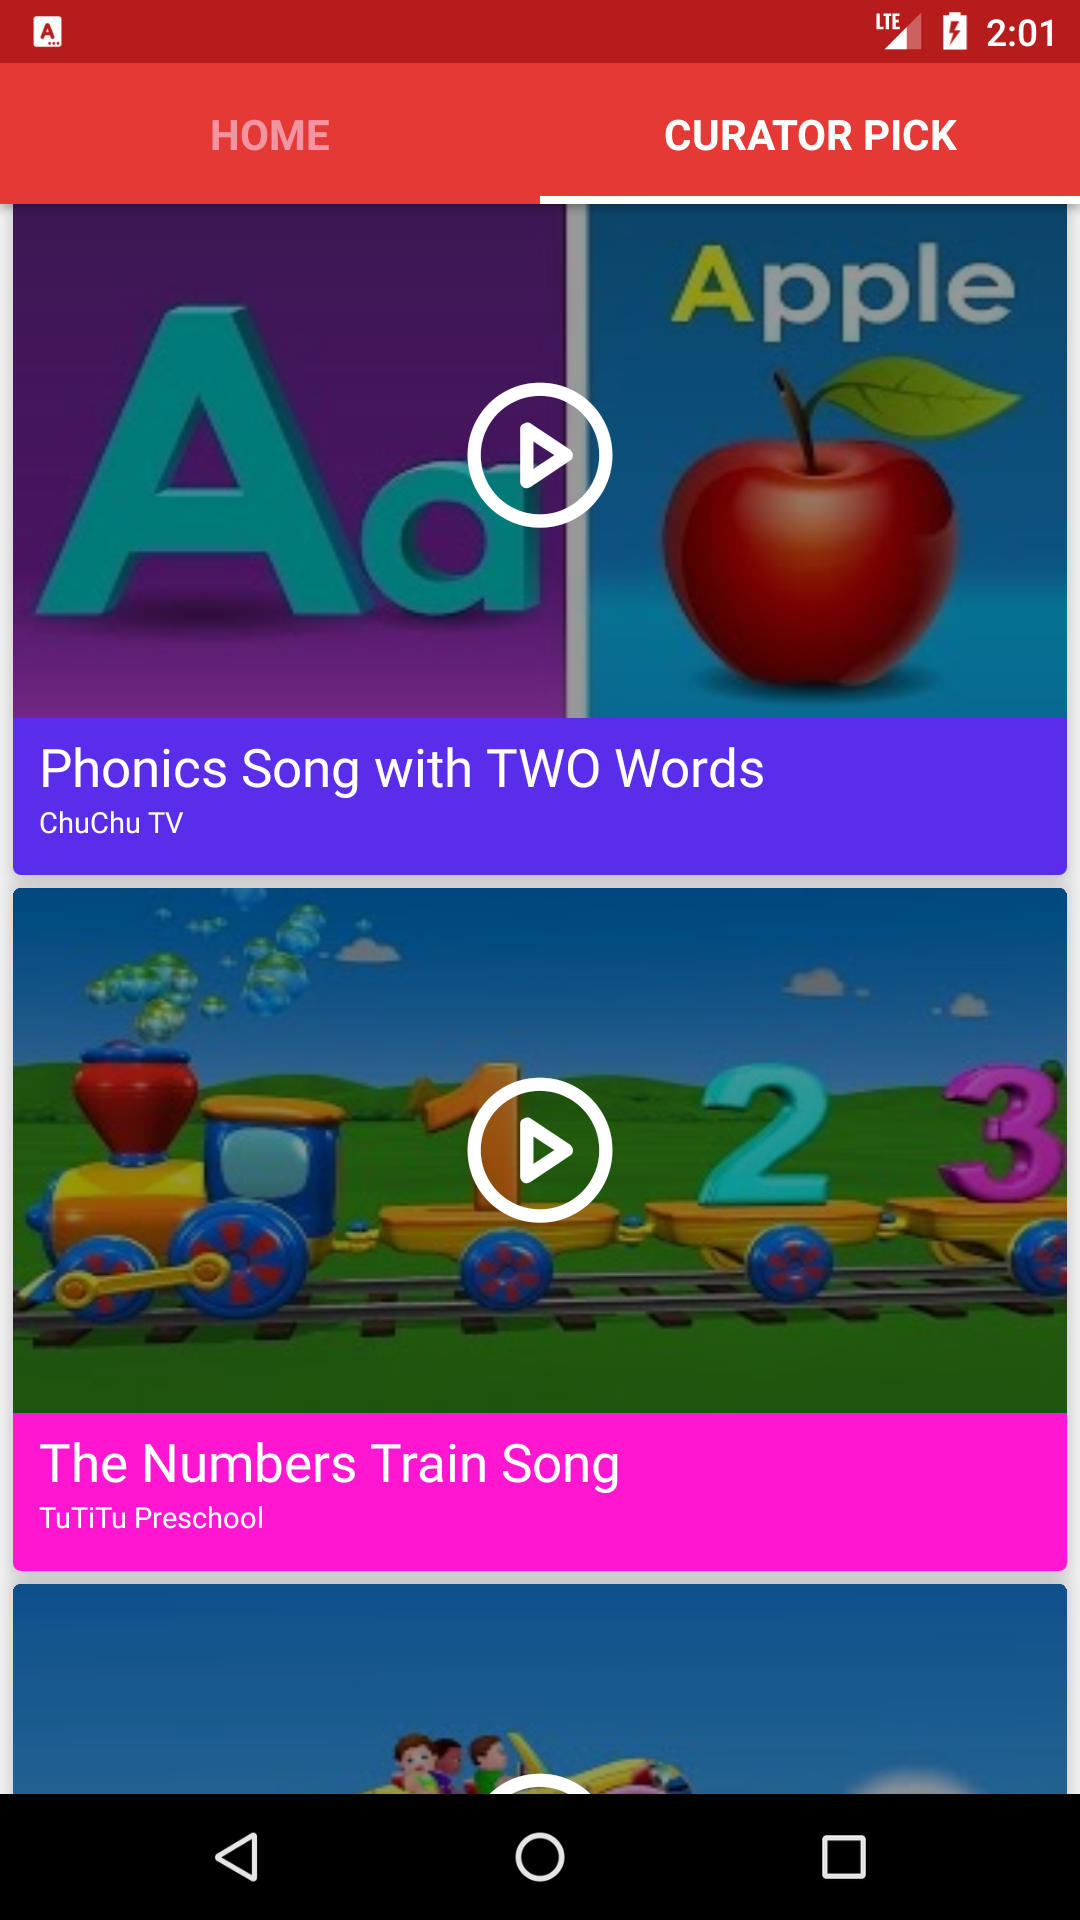 A
LTE
2:01
HOME
CURATOR PICK
Aa
Apple
Phonics Song with TWO Words
ChuChu TV
1 2 3
The Numbers Train Song
TuTiTu Preschool